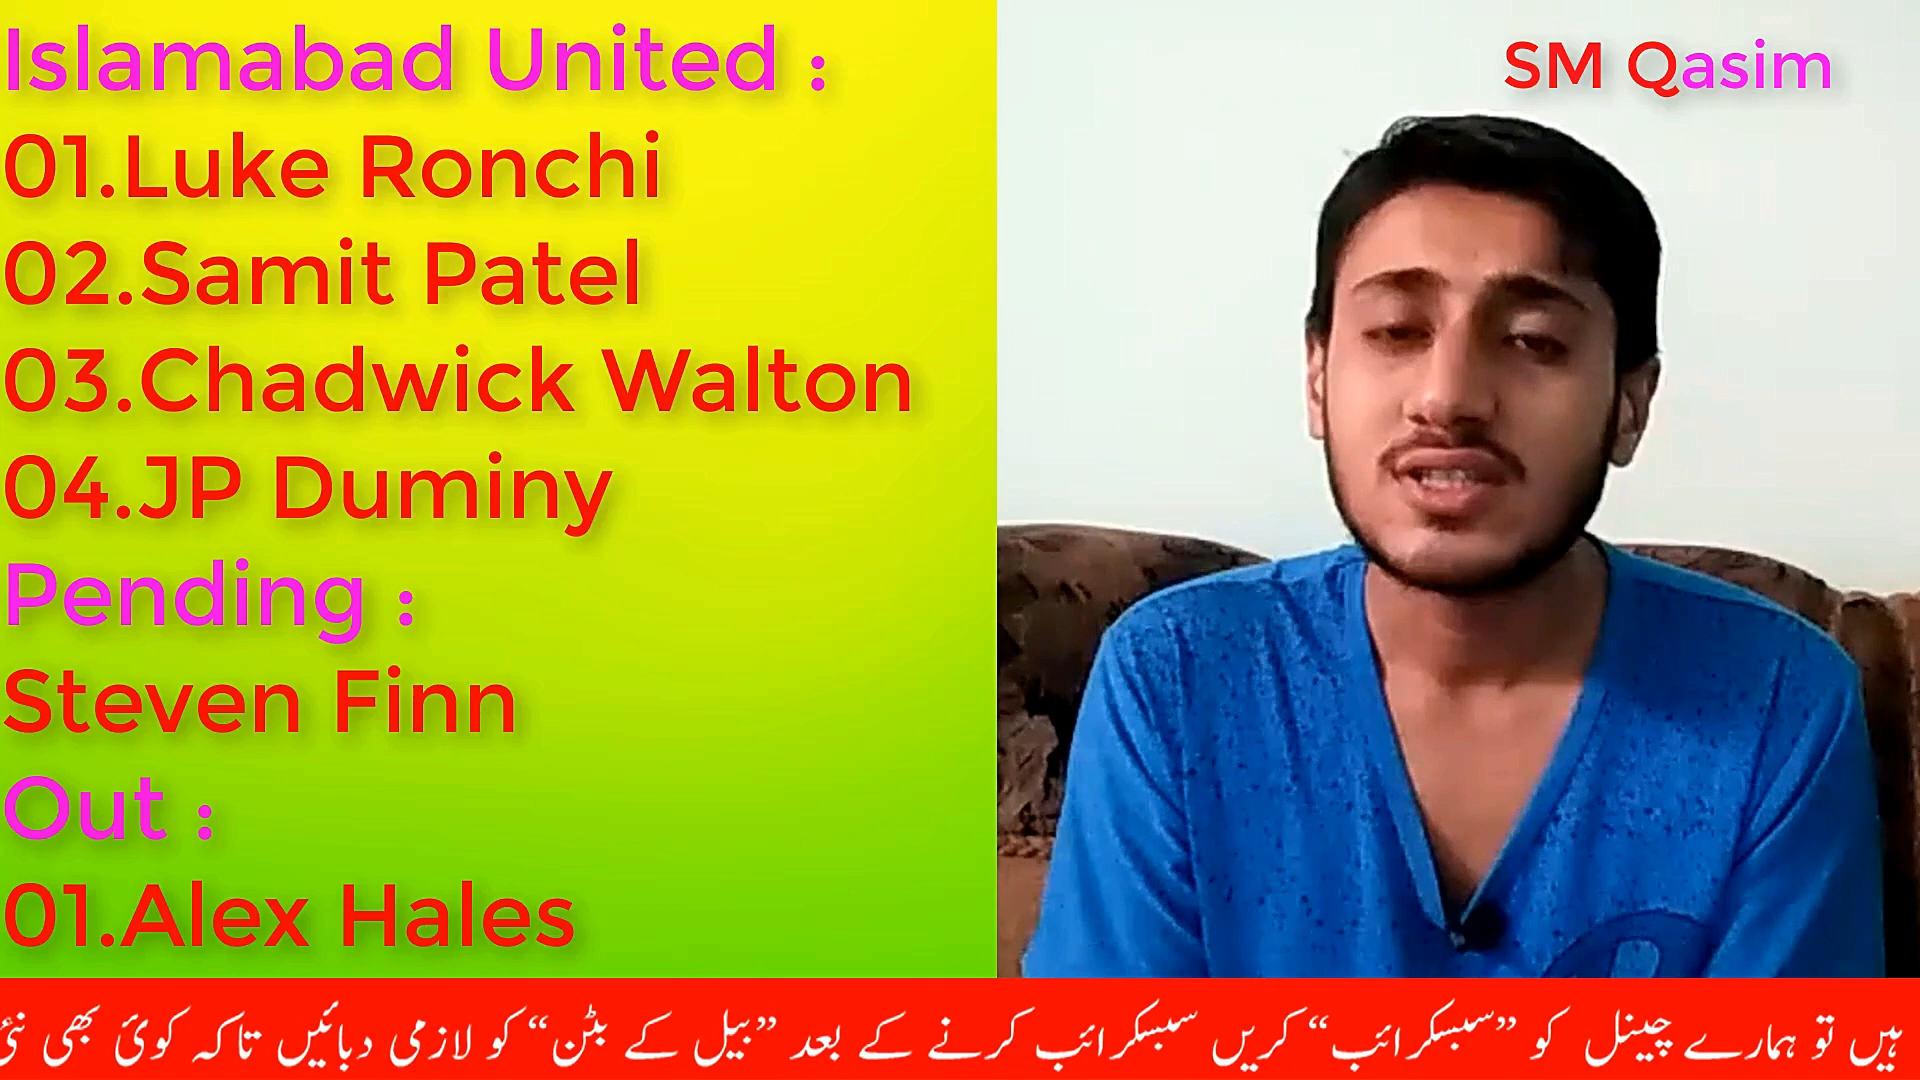 Islamabad United :
01.Luke Ronchi
02.Samit Patel
03.Chadwick Walton
04.JP Duminy
Pending :
Steven Finn
Out :
01.Alex Hales
SM Qasim
ہیں تو ہمارے چینل کو ”سبسکرائب“ کریں سبسکرائب کرنے کے بعد ”بیل کے بٹن“ کو لازمی دبائیں تاکہ کوئ بھی نئ